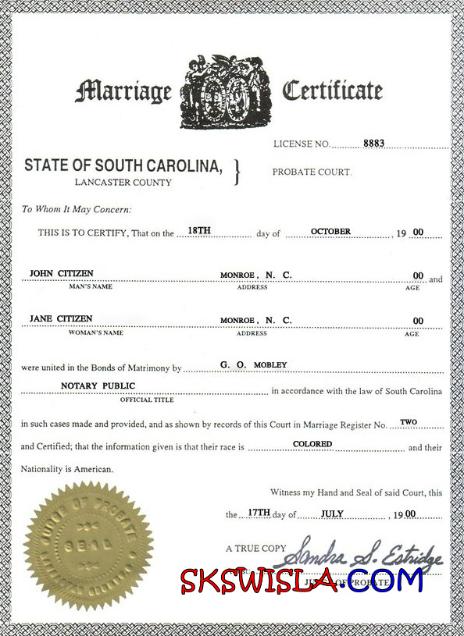 Marriage Certificate
LICENSE NO. 8883
STATE OF SOUTH CAROLINA, }
LANCASTER COUNTY
PROBATE COURT.
To Whom It May Concern:
THIS IS TO CERTIFY, That on the 18TH day of OCTOBER, 19 00
JOHN CITIZEN MONROE, N. C. 00 and
MAN'S NAME ADDRESS AGE
JANE CITIZEN MONROE, N. C. 00
WOMAN'S NAME ADDRESS AGE
were united in the Bonds of Matrimony by G. O. MOBLEY
NOTARY PUBLIC in accordance with the law of South Carolina
OFFICIAL TITLE
in such cases made and provided, and as shown by records of this Court in Marriage Register No. TWO
and Certified; that the information given is that their race is COLORED and their
Nationality is American.
Witness my Hand and Seal of said Court, this
the 17TH day of JULY, 19 00
A TRUE COPY Sandra S. Estridge
OF PROBATE
JUDGE OF PROBATE
SEAL
SKSWISLA.COM